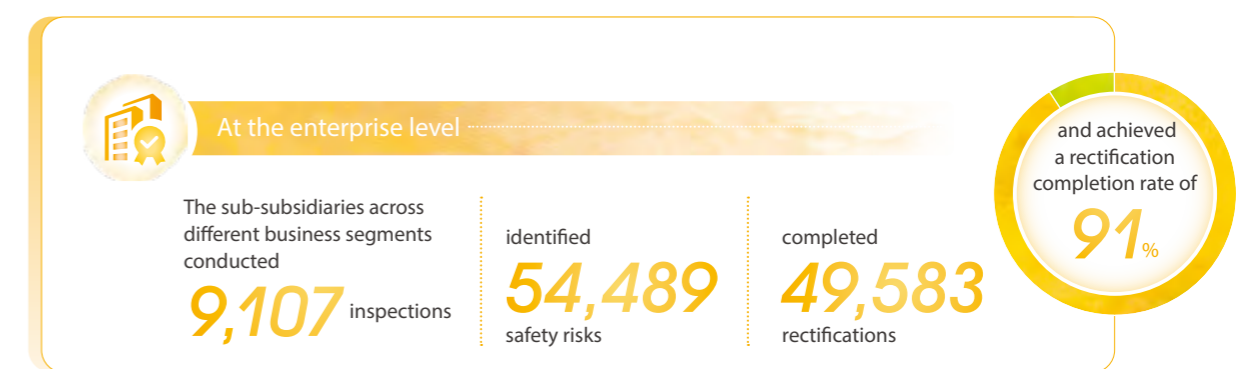 At the enterprise level
The sub-subsidiaries across
different business segments
conducted
9,107 inspections
identified
54,489
safety risks
completed
49,583
rectifications
and achieved
a rectification
completion rate of
91%